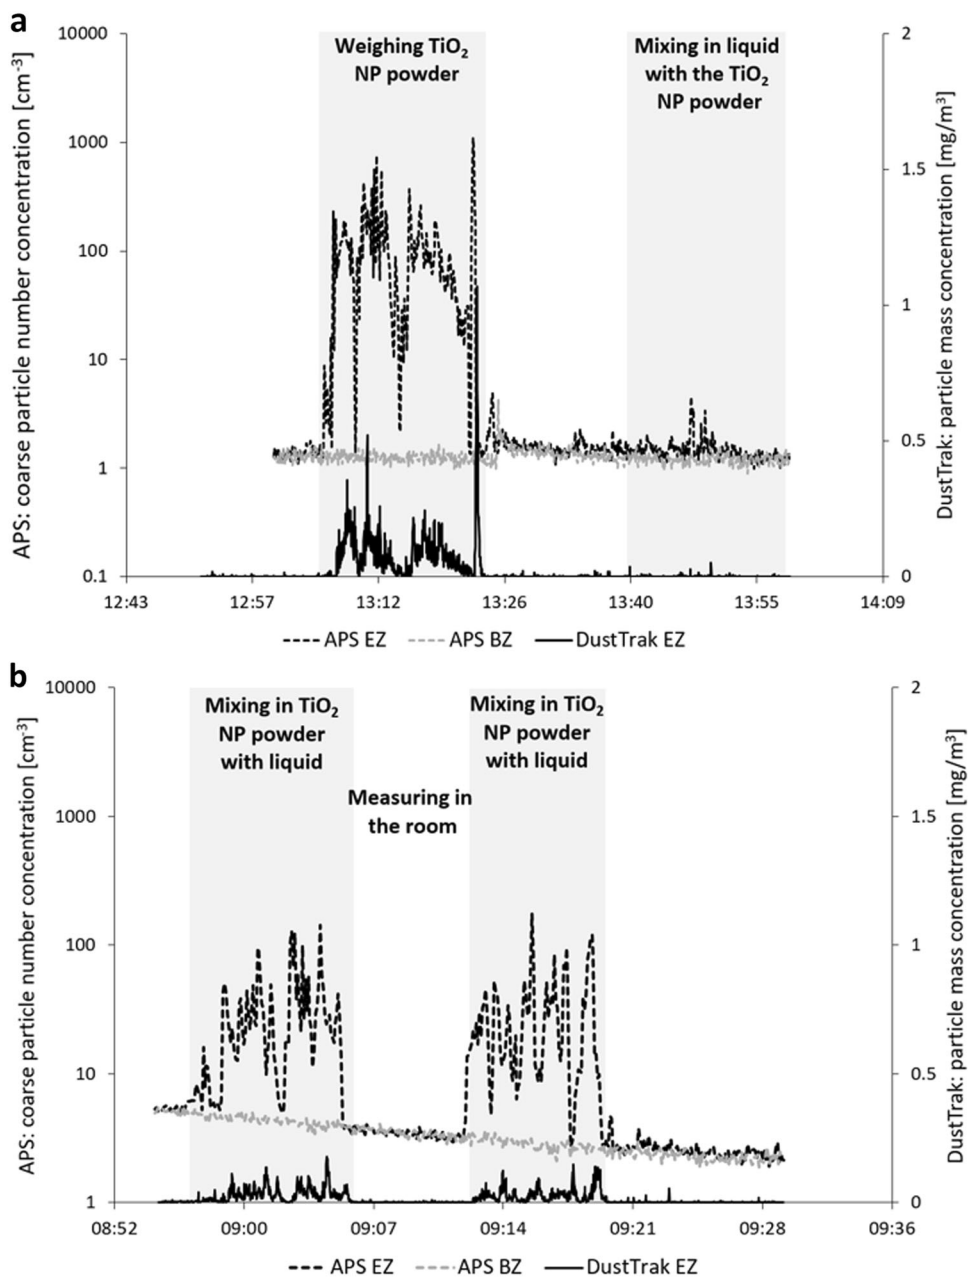 a
Weighing TiO2
NP powder
Mixing in liquid
with the TiO2
NP powder
APS: coarse particle number concentration [cm-3]
10000
1000
100
10
1
0.1
2
1.5
1
0.5
0
DustTrak: particle mass concentration [mg/m3]
12:43 12:57 13:12 13:26 13:40 13:55 14:09
APS EZ APS BZ DustTrak EZ
b
Mixing in TiO2
NP powder
with liquid
Measuring in
the room
Mixing in TiO2
NP powder
with liquid
APS: coarse particle number concentration [cm-3]
10000
1000
100
10
1
2
1.5
1
0.5
0
DustTrak: particle mass concentration [mg/m3]
08:52 09:00 09:07 09:14 09:21 09:28 09:36
APS EZ APS BZ DustTrak EZ